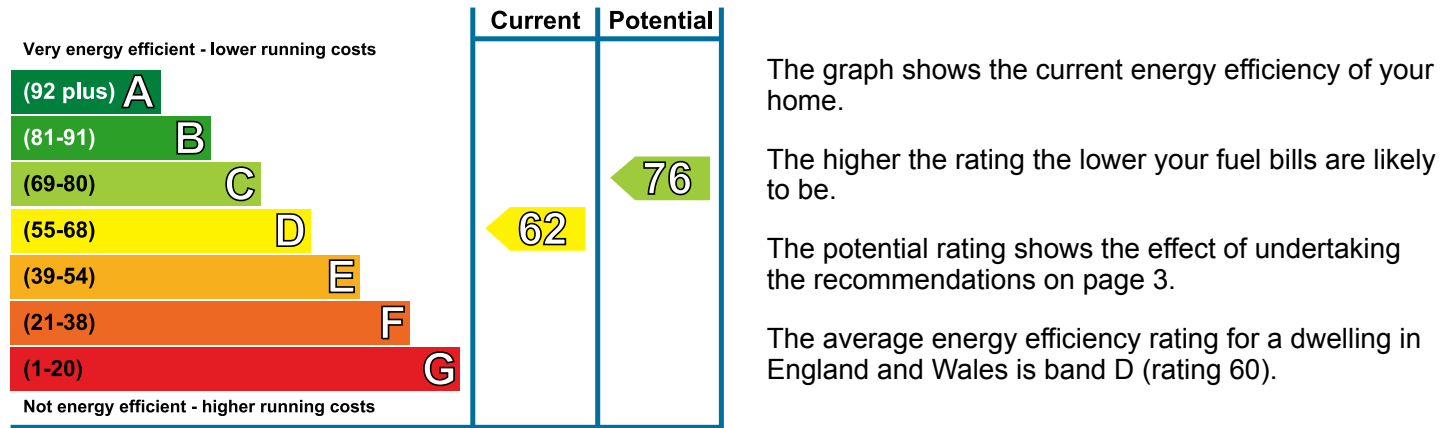 Current Potential
Very energy efficient - lower running costs
(92 plus) A
(81-91) B
(69-80) C
(55-68) D
(39-54) E
(21-38) F
(1-20) G
Not energy efficient - higher running costs
62
76
The graph shows the current energy efficiency of your
home.
The higher the rating the lower your fuel bills are likely
to be.
The potential rating shows the effect of undertaking
the recommendations on page 3.
The average energy efficiency rating for a dwelling in
England and Wales is band D (rating 60).